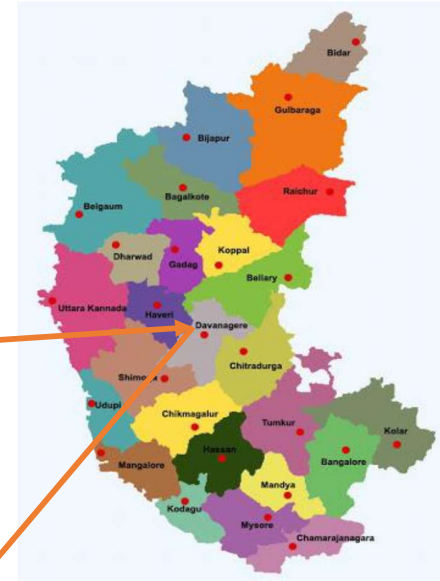 Bidar
Gulbaraga
Bijapur
Raichur
Bagalkote
Belgaum
Koppal
Dharwad
Gadag
Bellary
Uttara Kannada
Haveri
Davanagere
Chitradurga
Shimoga
Udupi
Chikmagalur
Tumkur
Kolar
Hassan
Bangalore
Mangalore
Mandya
Kodagu
Mysore
Chamarajanagara